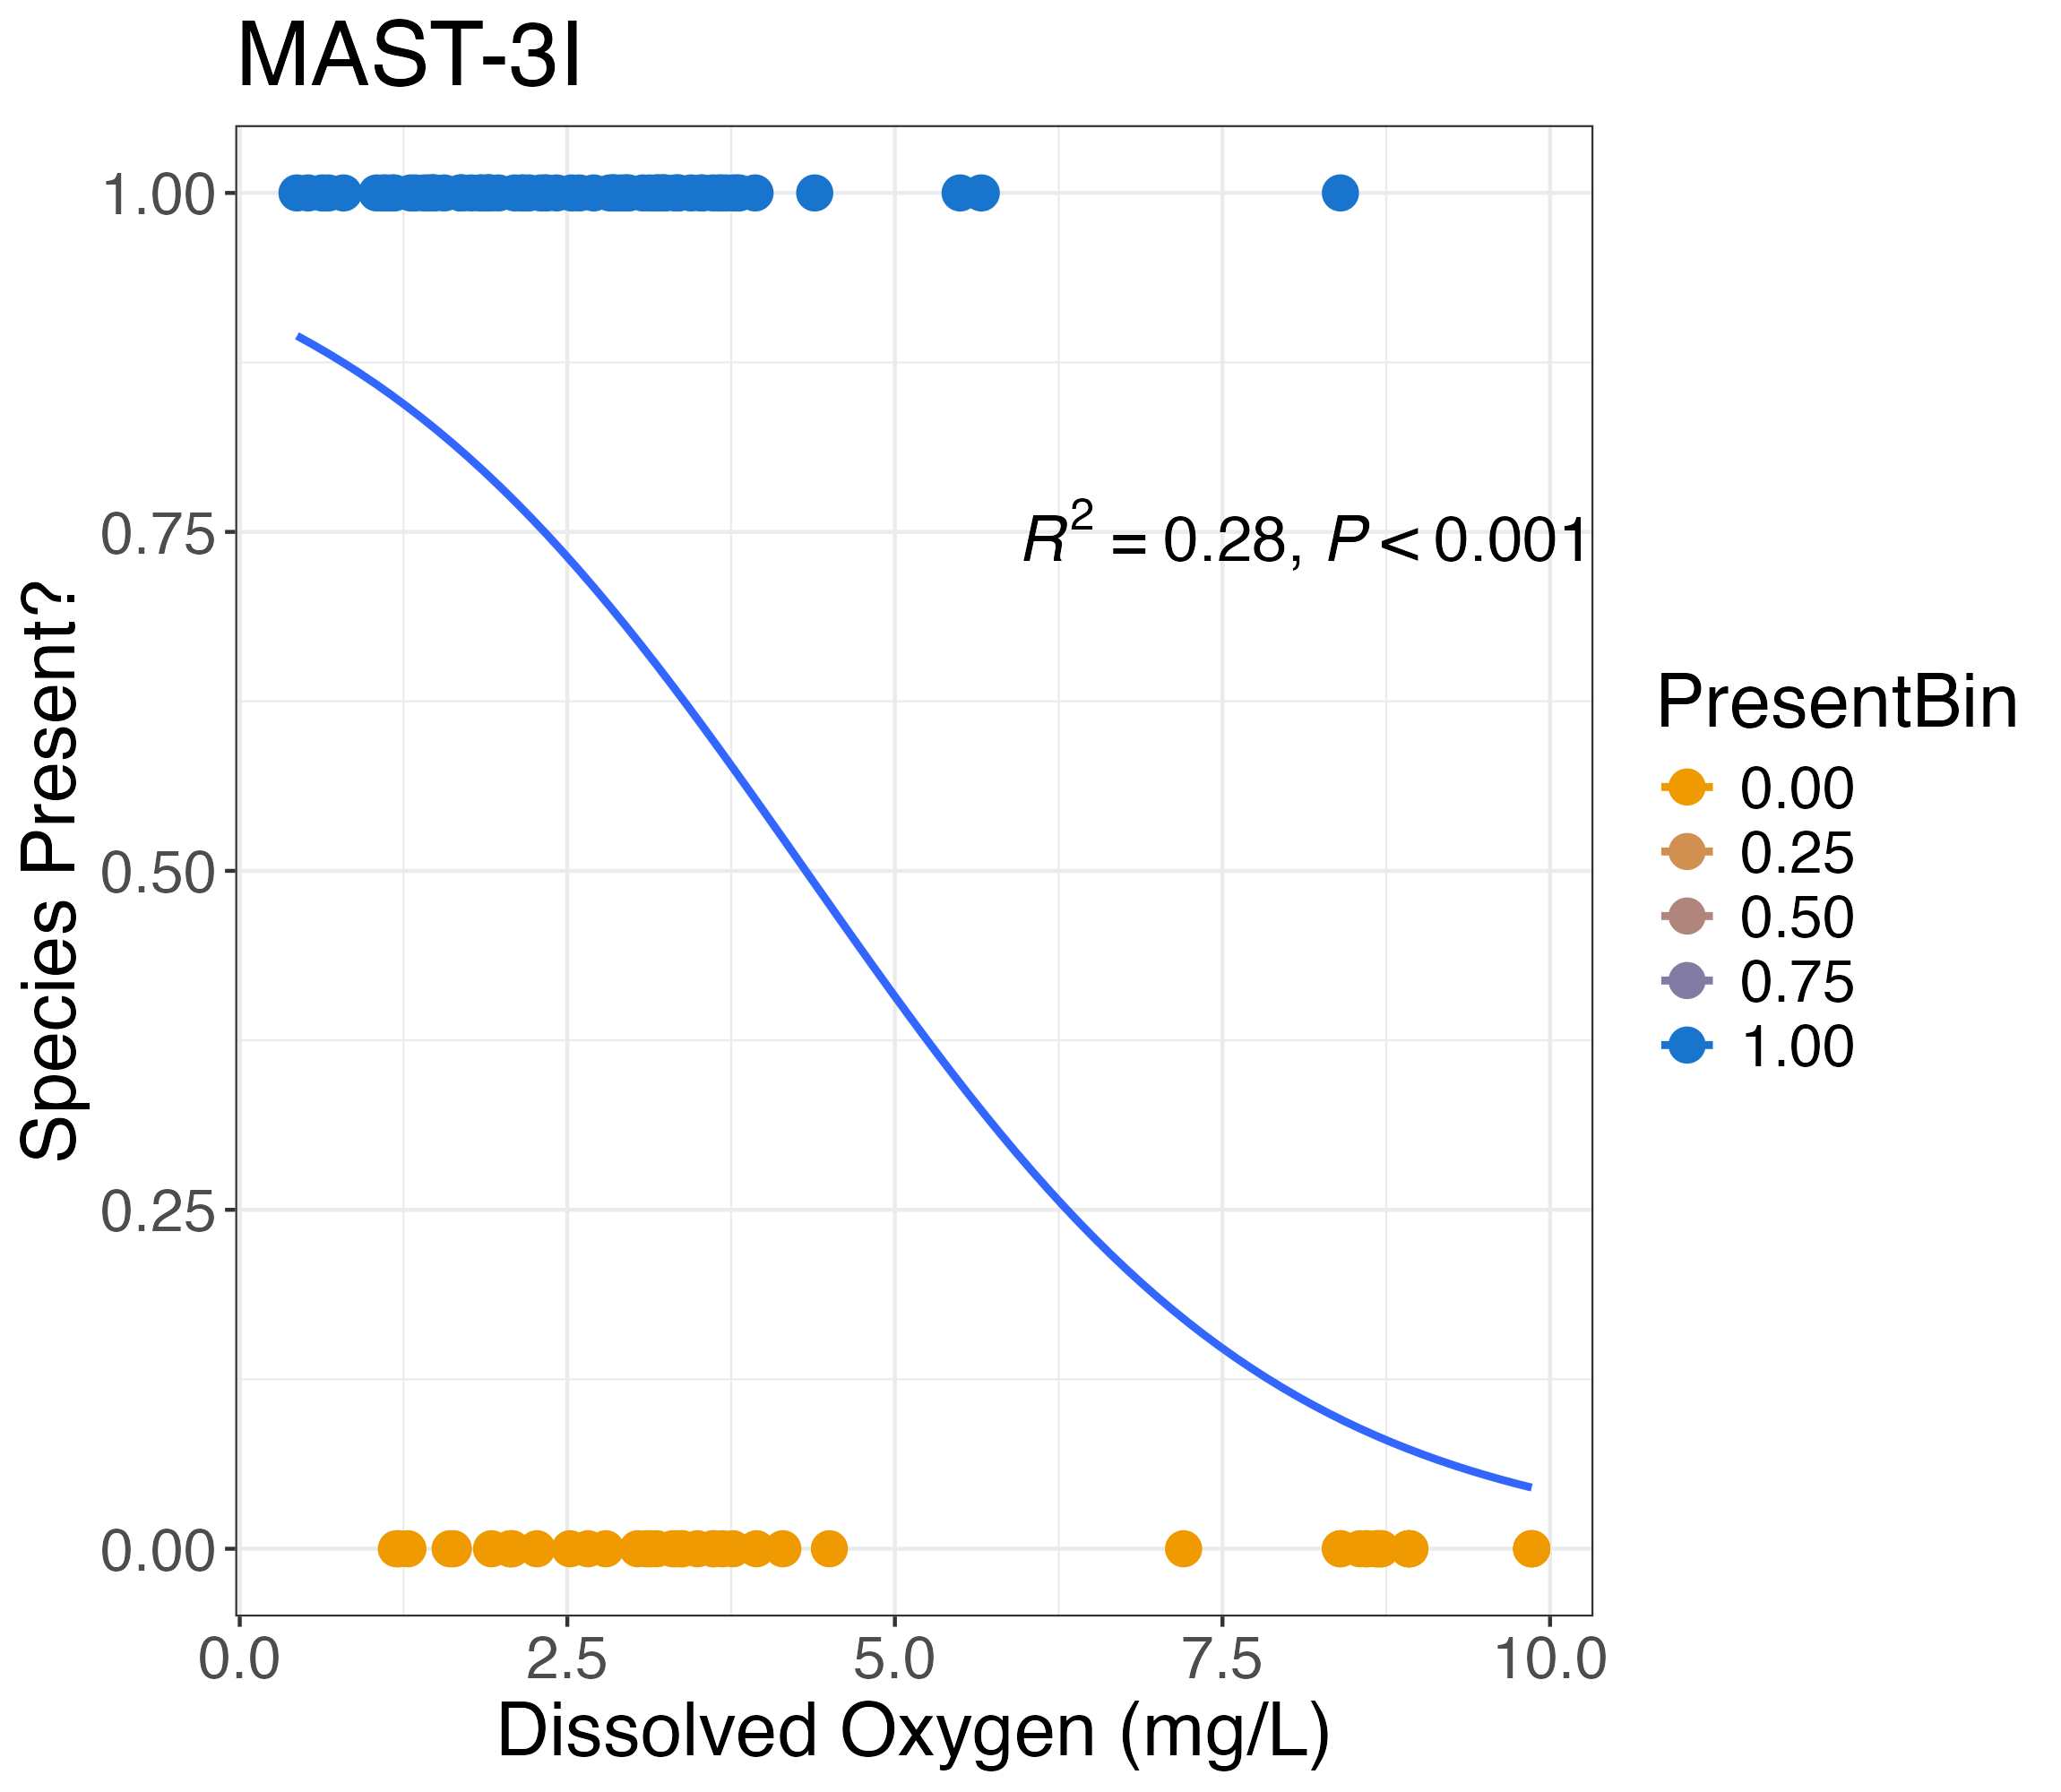 MAST-3I
1.00
0.75
0.50
0.25
0.00
Species Present?
R² = 0.28, P < 0.001
0.0 2.5 5.0 7.5 10.0
Dissolved Oxygen (mg/L)
PresentBin
0.00
0.25
0.50
0.75
1.00